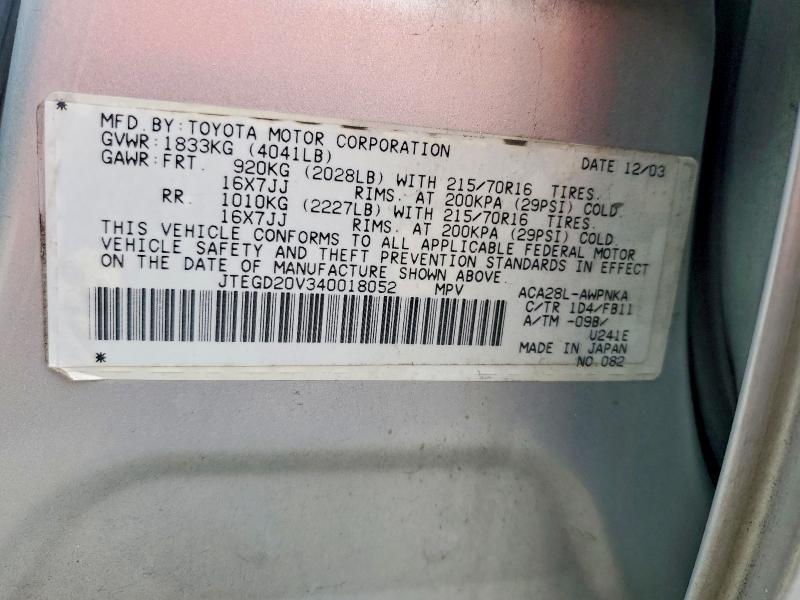 MFD. BY: TOYOTA MOTOR CORPORATION DATE 12/03
GVWR: 1833KG (4041LB)
GAWR: FRT. 920KG (2028LB) WITH 215/70R16 TIRES.
16X7JJ RIMS. AT 200KPA (29PSI) COLD.
RR. 1010KG (2227LB) WITH 215/70R16 TIRES.
16X7JJ RIMS. AT 200KPA (29PSI) COLD.
THIS VEHICLE CONFORMS TO ALL APPLICABLE FEDERAL MOTOR
VEHICLE SAFETY AND THEFT PREVENTION STANDARDS IN EFFECT
ON THE DATE OF MANUFACTURE SHOWN ABOVE.
JTEGD20V340018052 MPV
ACA28L-AWPNKA
C/TR 1D4/FB11
A/TM -09B/
U241E
MADE IN JAPAN
NO. 082